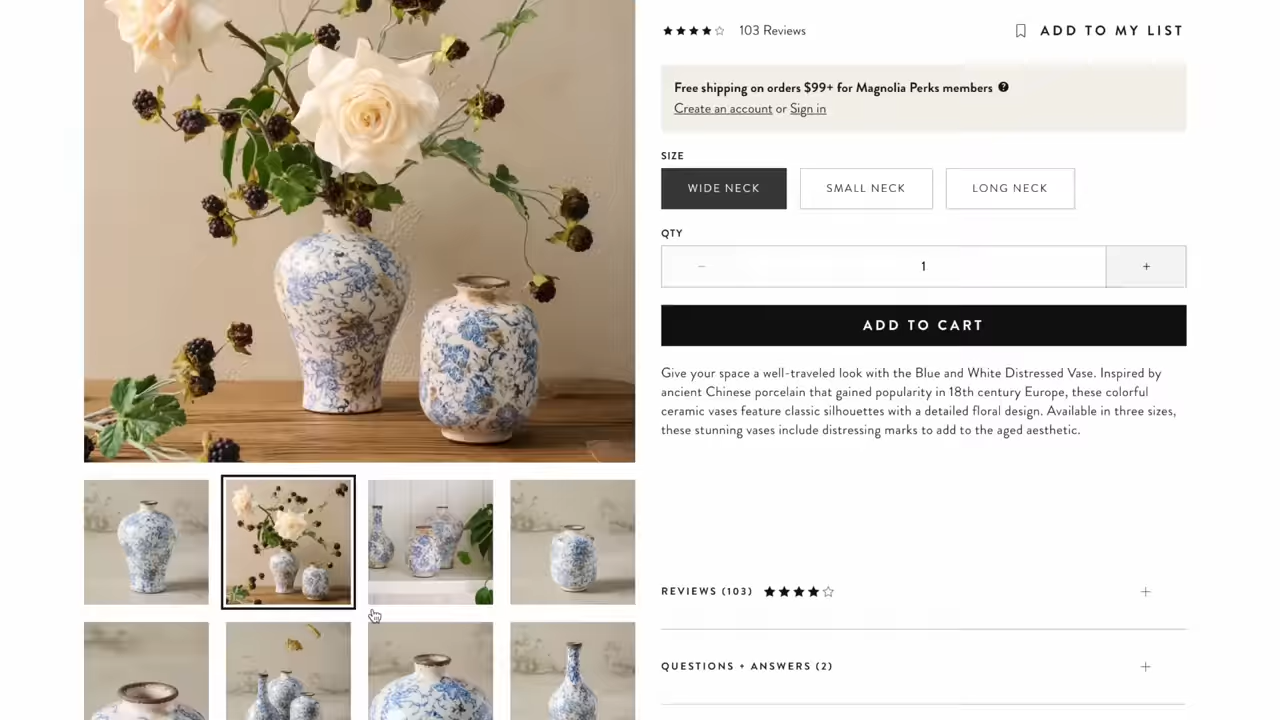 103 Reviews
ADD TO MY LIST
Free shipping on orders $99+ for Magnolia Perks members ?
Create an account or Sign in
SIZE
WIDE NECK
SMALL NECK
LONG NECK
QTY
− 1 +
ADD TO CART
Give your space a well-traveled look with the Blue and White Distressed Vase. Inspired by
ancient Chinese porcelain that gained popularity in 18th century Europe, these colorful
ceramic vases feature classic silhouettes with a detailed floral design. Available in three sizes,
these stunning vases include distressing marks to add to the aged aesthetic.
REVIEWS (103)
QUESTIONS + ANSWERS (2)